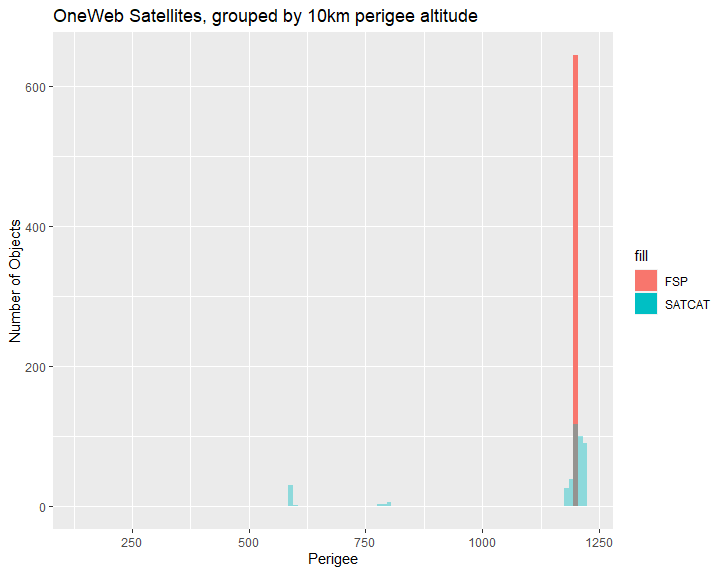 OneWeb Satellites, grouped by 10km perigee altitude
600
400
200
0
Number of Objects
250 500 750 1000 1250
Perigee
fill
FSP
SATCAT